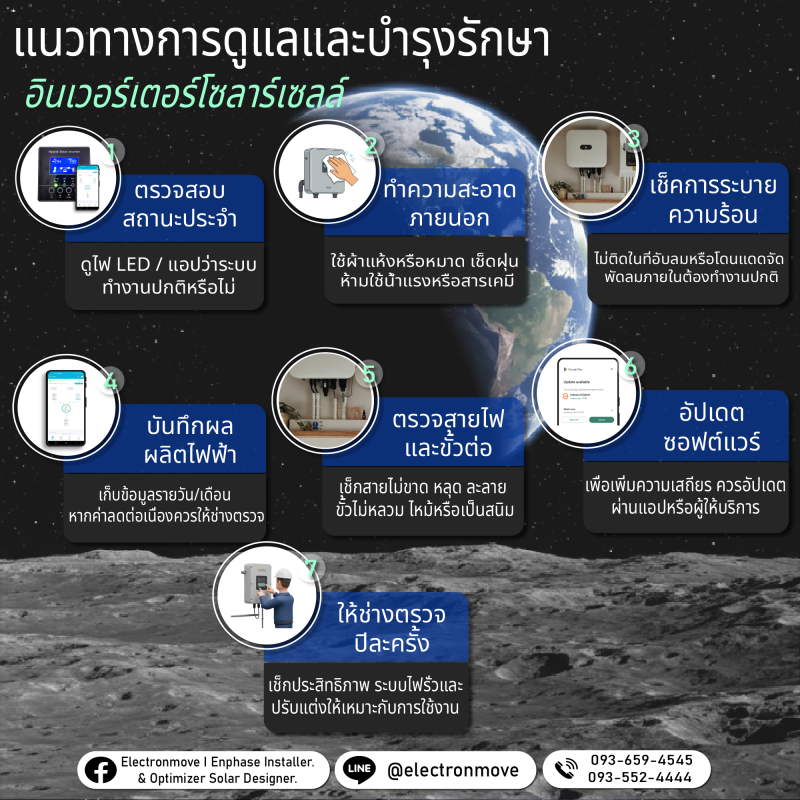 แนวทางการดูแลและบำรุงรักษา
อินเวอร์เตอร์โซลาร์เซลล์
1
ตรวจสอบ
สถานะประจำ
ดูไฟ LED / แอปว่าระบบ
ทำงานปกติหรือไม่
2
ทำความสะอาด
ภายนอก
ใช้ผ้าแห้งหรือหมาด เช็ดฝุ่น
ห้ามใช้น้ำแรงหรือสารเคมี
3
เช็คการระบาย
ความร้อน
ไม่ติดในที่อับลมหรือโดนแดดจัด
พัดลมภายในต้องทำงานปกติ
4
บันทึกผล
ผลิตไฟฟ้า
เก็บข้อมูลรายวัน/เดือน
หากค่าลดต่อเนื่องควรให้ช่างตรวจ
5
ตรวจสายไฟ
และขั้วต่อ
เช็กสายไม่ขาด หลุด ละลาย
ขั้วไม่หลวม ไหม้หรือเป็นสนิม
6
Update available
อัปเดต
ซอฟต์แวร์
เพื่อเพิ่มความเสถียร ควรอัปเดต
ผ่านแอปหรือผู้ให้บริการ
7
ให้ช่างตรวจ
ปีละครั้ง
เช็กประสิทธิภาพ ระบบไฟรั่วและ
ปรับแต่งให้เหมาะกับการใช้งาน
Electronmove | Enphase Installer.
& Optimizer Solar Designer.
LINE
@electronmove
093-659-4545
093-552-4444